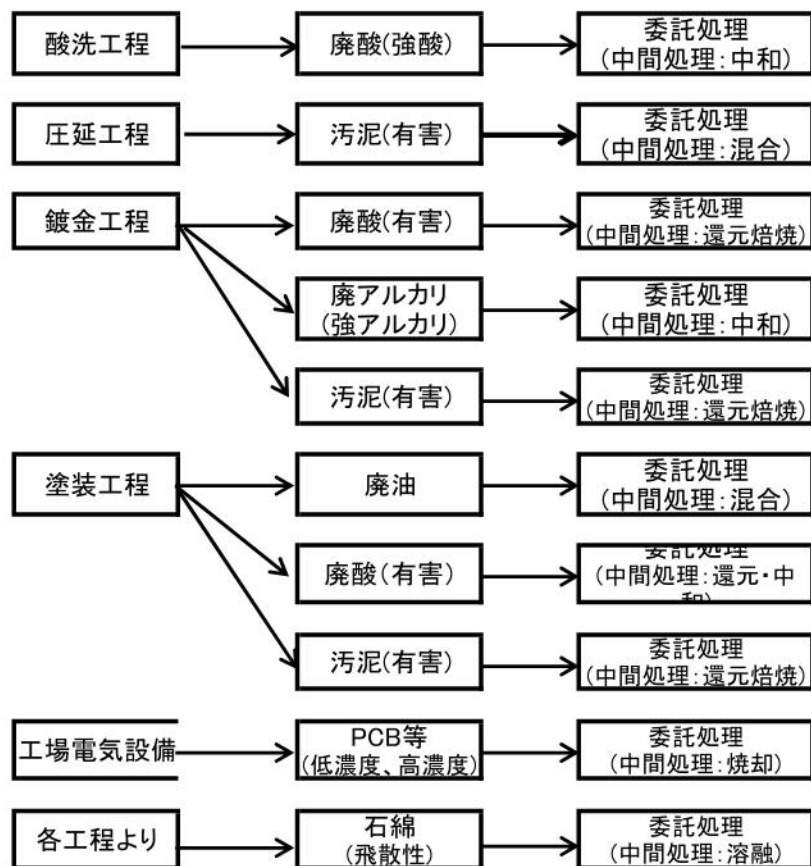 酸洗工程
廃酸(強酸)
委託処理
(中間処理:中和)
圧延工程
汚泥(有害)
委託処理
(中間処理:混合)
鍍金工程
廃酸(有害)
委託処理
(中間処理:還元焙焼)
廃アルカリ
(強アルカリ)
委託処理
(中間処理:中和)
汚泥(有害)
委託処理
(中間処理:還元焙焼)
塗装工程
廃油
委託処理
(中間処理:混合)
廃酸(有害)
委託処理
(中間処理:還元・中
和)
汚泥(有害)
委託処理
(中間処理:還元焙焼)
工場電気設備
PCB等
(低濃度、高濃度)
委託処理
(中間処理:焼却)
各工程より
石綿
(飛散性)
委託処理
(中間処理:溶融)